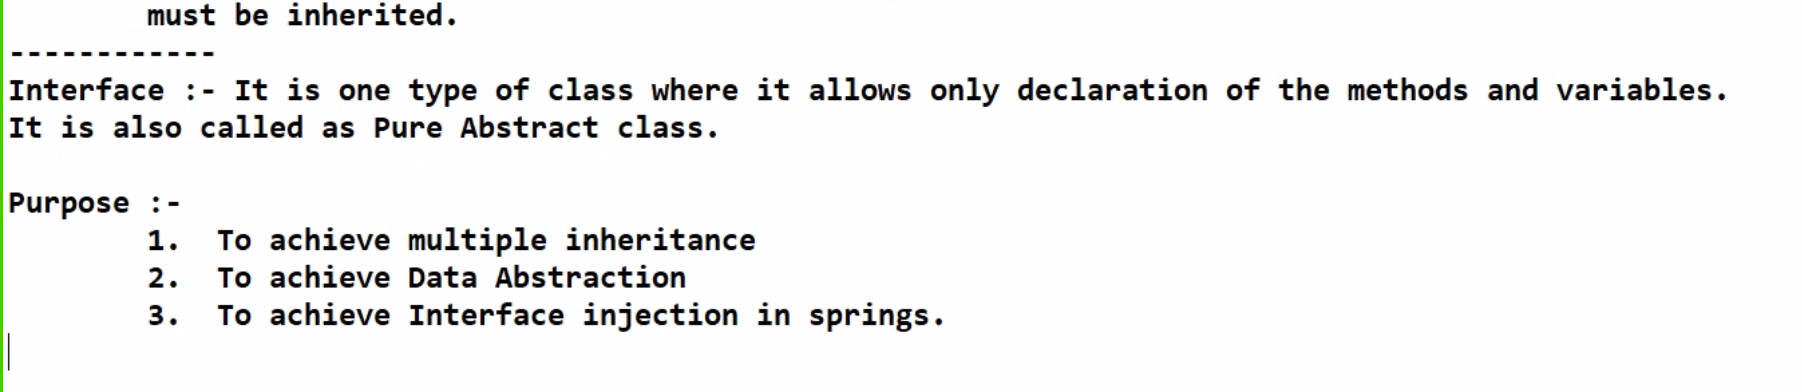 must be inherited.
------------
Interface :- It is one type of class where it allows only declaration of the methods and variables.
It is also called as Pure Abstract class.
Purpose :-
1. To achieve multiple inheritance
2. To achieve Data Abstraction
3. To achieve Interface injection in springs.